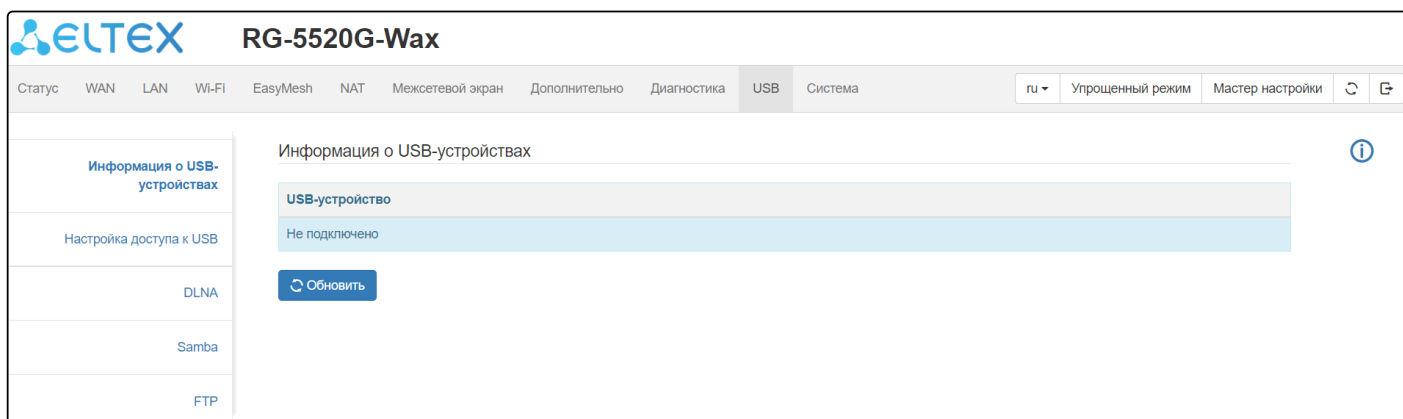 ELTEX RG-5520G-Wax
Статус WAN LAN Wi-Fi EasyMesh NAT Межсетевой экран Дополнительно Диагностика USB Система ru Упрощенный режим Мастер настройки
Информация о USB-
устройствах
Настройка доступа к USB
DLNA
Samba
FTP
Информация о USB-устройствах
USB-устройство
Не подключено
Обновить